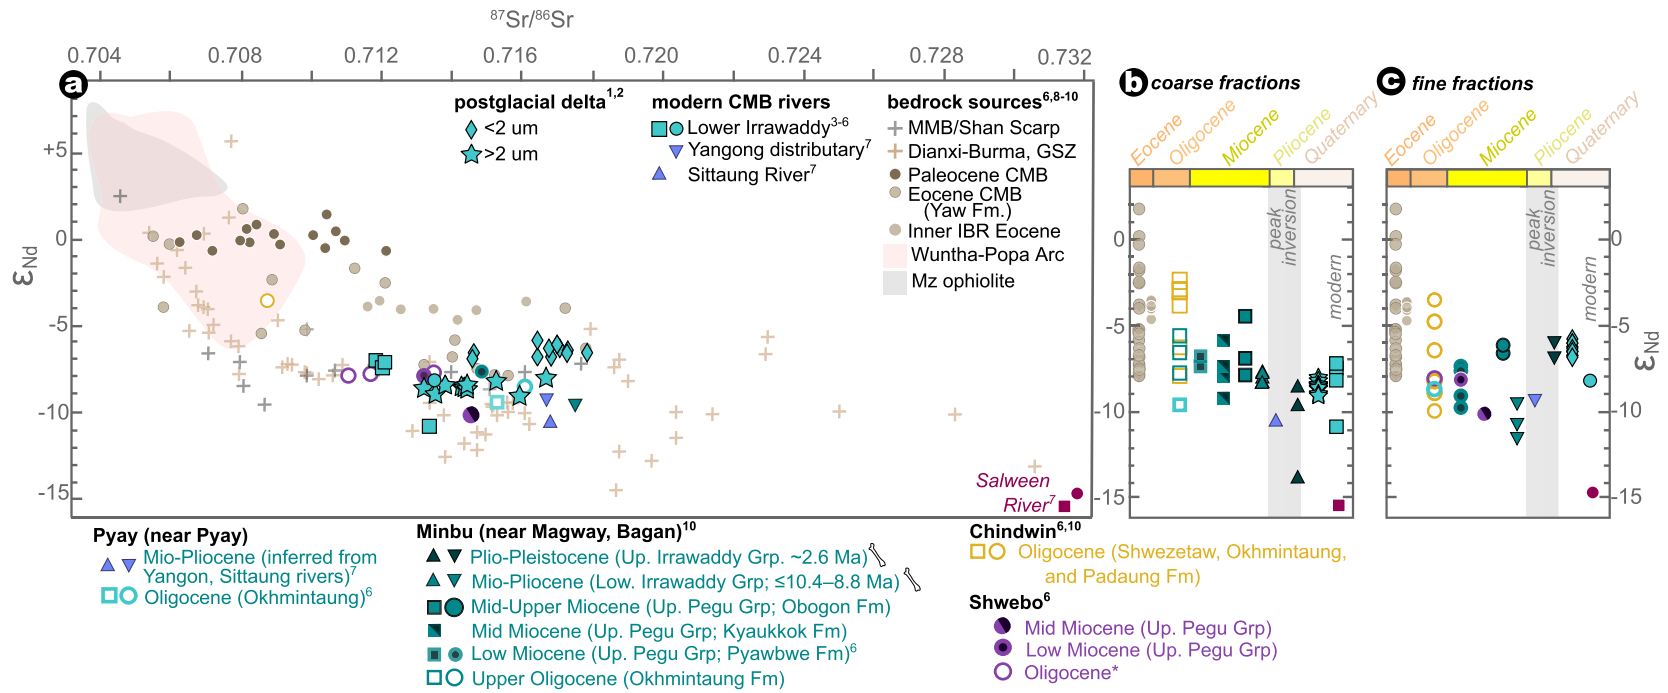 87Sr/86Sr
0.704 0.708 0.712 0.716 0.720 0.724 0.728 0.732
a
b coarse fractions
c fine fractions
Eocene
Oligocene
Miocene
Pliocene
Quaternary
Eocene
Oligocene
Miocene
Pliocene
Quaternary
postglacial delta1,2
<2 um
>2 um
modern CMB rivers
Lower Irrawaddy3-6
Yangong distributary7
Sittaung River7
bedrock sources6,8-10
MMB/Shan Scarp
Dianxi-Burma, GSZ
Paleocene CMB
Eocene CMB
(Yaw Fm.)
Inner IBR Eocene
Wuntha-Popa Arc
Mz ophiolite
+5
0
-5
-10
-15
εNd
Salween
River7
0
-5
-10
-15
peak
inversion
modern
peak
inversion
modern
0
-5
-10
-15
εNd
Pyay (near Pyay)
Mio-Pliocene (inferred from
Yangon, Sittaung rivers)7
Oligocene (Okhmintaung)6
Minbu (near Magway, Bagan)10
Plio-Pleistocene (Up. Irrawaddy Grp. ~2.6 Ma)
Mio-Pliocene (Low. Irrawaddy Grp; ≤10.4–8.8 Ma)
Mid-Upper Miocene (Up. Pegu Grp; Obogon Fm)
Mid Miocene (Up. Pegu Grp; Kyaukkok Fm)
Low Miocene (Up. Pegu Grp; Pyawbwe Fm)6
Upper Oligocene (Okhmintaung Fm)
Chindwin6,10
Oligocene (Shwezetaw, Okhmintaung,
and Padaung Fm)
Shwebo6
Mid Miocene (Up. Pegu Grp)
Low Miocene (Up. Pegu Grp)
Oligocene*